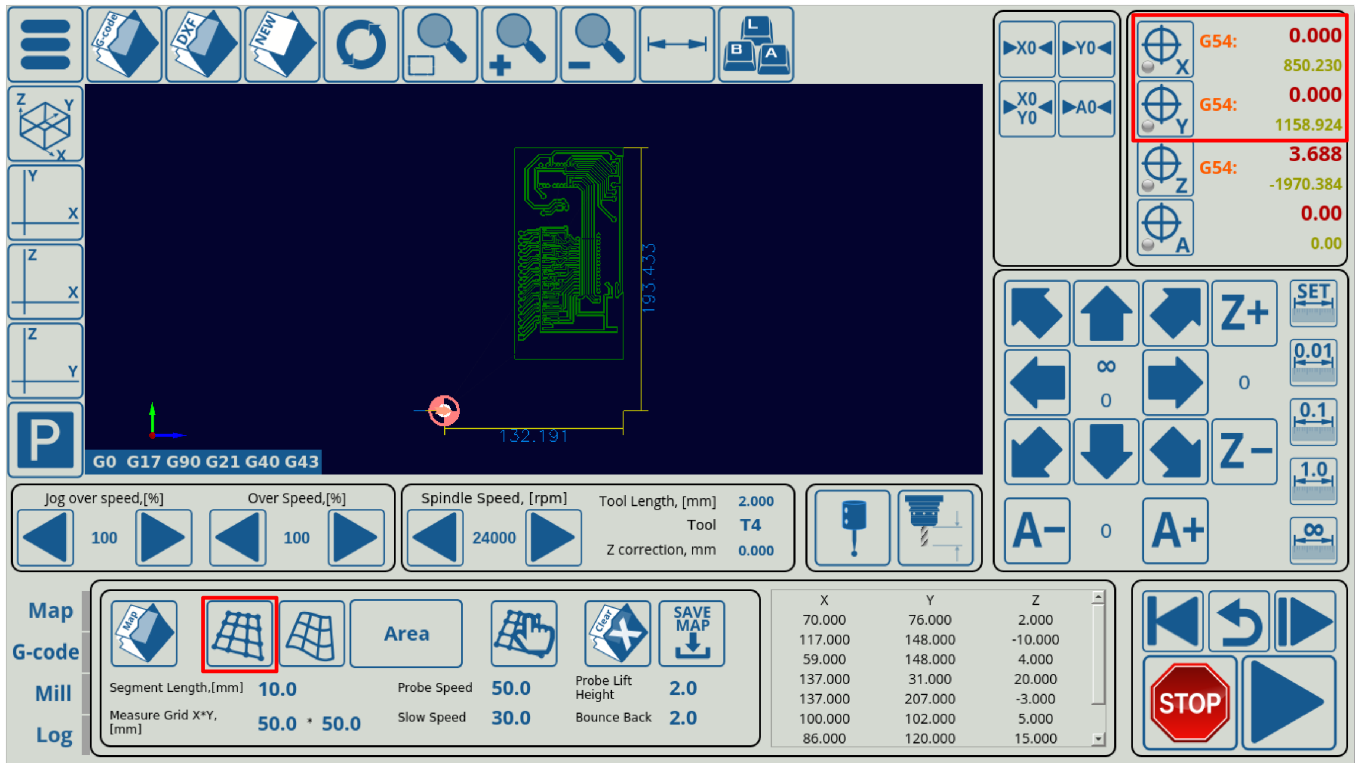 G-code
DXF
NEW
L
B A
X0 Y0
X0
Y0 A0
G54: 0.000
X 850.230
G54: 0.000
Y 1158.924
G54: 3.688
Z -1970.384
0.00
A 0.00
Z Y
X
Y
X
Z
X
Z
Y
P
193.433
132.191
G0 G17 G90 G21 G40 G43
Z+
SET
∞
0
0
0.01
0.1
Z-
1.0
A- 0 A+
∞
Jog over speed,[%] Over Speed,[%]
100 100
Spindle Speed, [rpm]
24000
Tool Length, [mm] 2.000
Tool T4
Z correction, mm 0.000
Map
G-code
Mill
Log
Map
Area
Clear
X
SAVE
MAP
Segment Length,[mm] 10.0
Probe Speed 50.0
Probe Lift
Height 2.0
Measure Grid X*Y,
[mm] 50.0 * 50.0
Slow Speed 30.0
Bounce Back 2.0
X Y Z
70.000 76.000 2.000
117.000 148.000 -10.000
59.000 148.000 4.000
137.000 31.000 20.000
137.000 207.000 -3.000
100.000 102.000 5.000
86.000 120.000 15.000
STOP